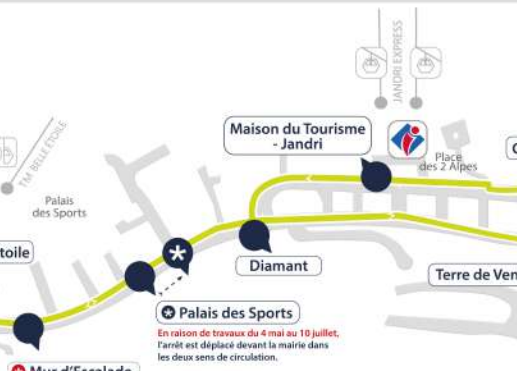 JANDRI EXPRESS
TM BELLE ÉTOILE
Maison du Tourisme
- Jandri
Place
des 2 Alpes
Palais
des Sports
toile
Diamant
Terre de Ven
Palais des Sports
En raison de travaux du 4 mai au 10 juillet,
l'arrêt est déplacé devant la mairie dans
les deux sens de circulation.
Mur d'Escalade